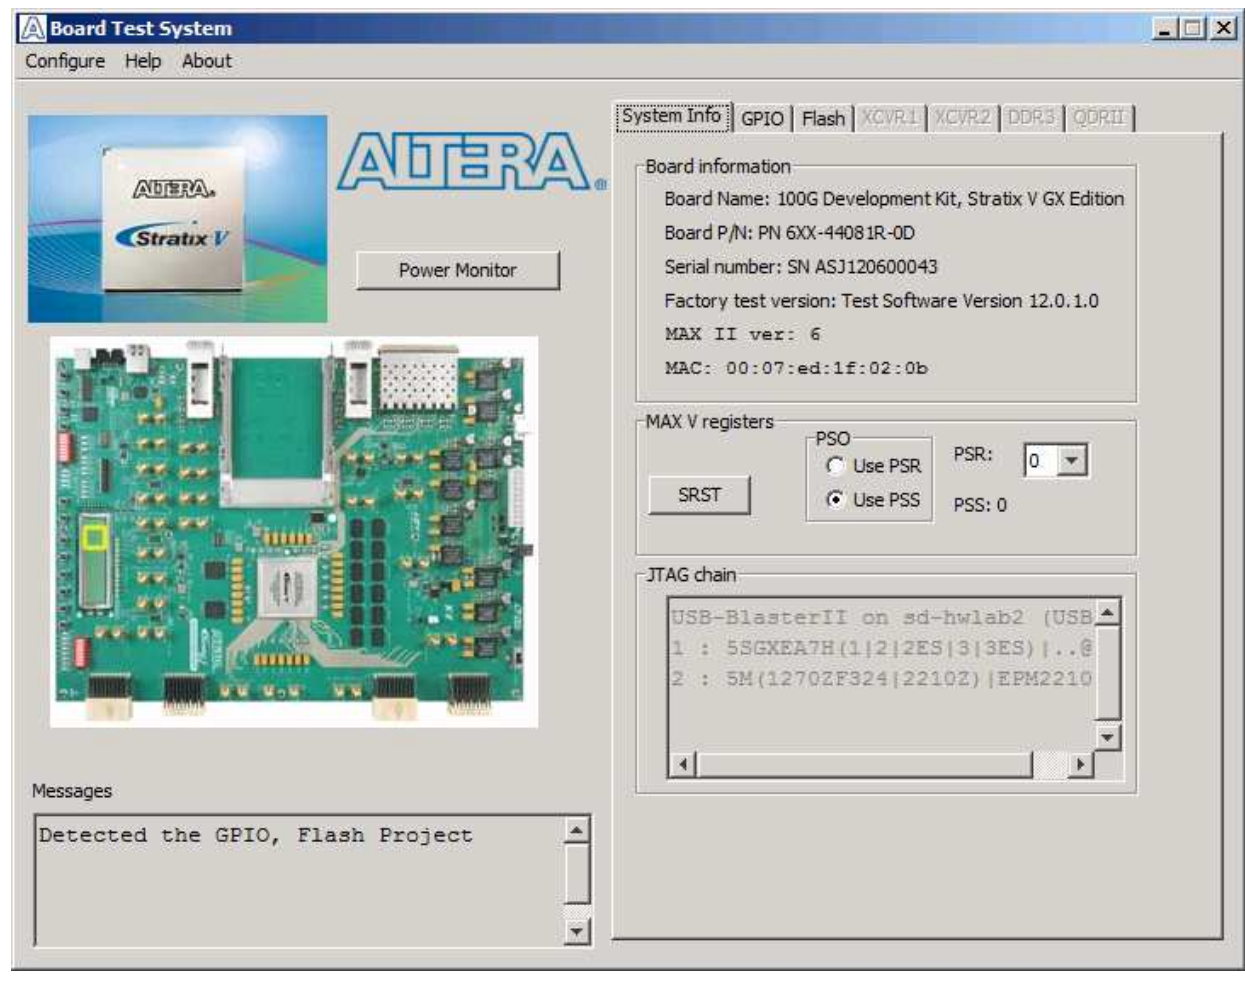 Board Test System
Configure Help About
ALTERA®
Stratix V
ALTERA®
Power Monitor
System Info GPIO Flash XCVR1 XCVR2 DDR3 QDRII
Board information
Board Name: 100G Development Kit, Stratix V GX Edition
Board P/N: PN 6XX-44081R-0D
Serial number: SN ASJ120600043
Factory test version: Test Software Version 12.0.1.0
MAX II ver: 6
MAC: 00:07:ed:1f:02:0b
MAX V registers
SRST
PSO
Use PSR
Use PSS
PSR: 0
PSS: 0
JTAG chain
USB-BlasterII on sd-hwlab2 (USB
1 : 5SGXEA7H(1|2|2ES|3|3ES)|..@
2 : 5M(1270ZF324|2210Z)|EPM2210
Messages
Detected the GPIO, Flash Project